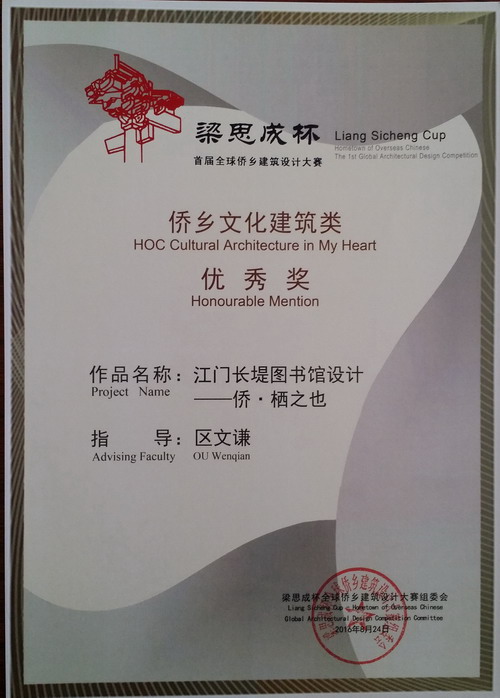 梁思成杯 Liang Sicheng Cup
首届全球侨乡建筑设计大赛
Hometown of Overseas Chinese
The 1st Global Architectural Design Competition
侨乡文化建筑类
HOC Cultural Architecture in My Heart
优秀奖
Honourable Mention
作品名称：江门长堤图书馆设计
Project Name
——侨·栖之也
指 导：区文谦
Advising Faculty OU Wenqian
梁思成杯全球侨乡建筑设计大赛组委会
Liang Sicheng Cup - Hometown of Overseas Chinese
Global Architectural Design Competition Committee
2016年8月24日